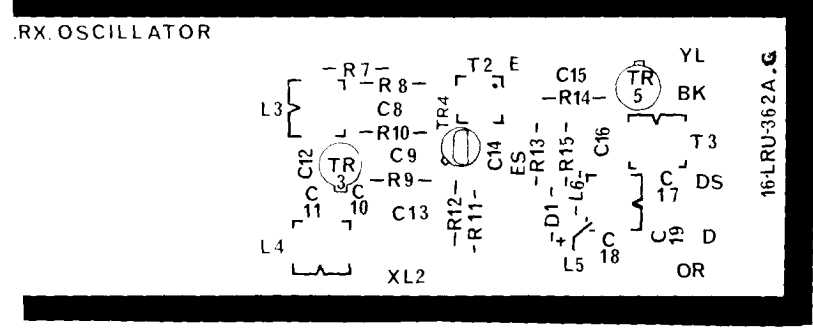 .RX. OSCILLATOR
T2 E
C15
YL
R7
R8
TR
5
BK
L3
C8
TR4
R14
R10
T3
C12
TR
3
C9
C14
ES
R13
R15
C16
R9
C
17
DS
C
11
C
10
C13
R12
R11
D1
L6
L4
+
C
18
C
19
D
L5
XL2
OR
16-LRU-362A.G